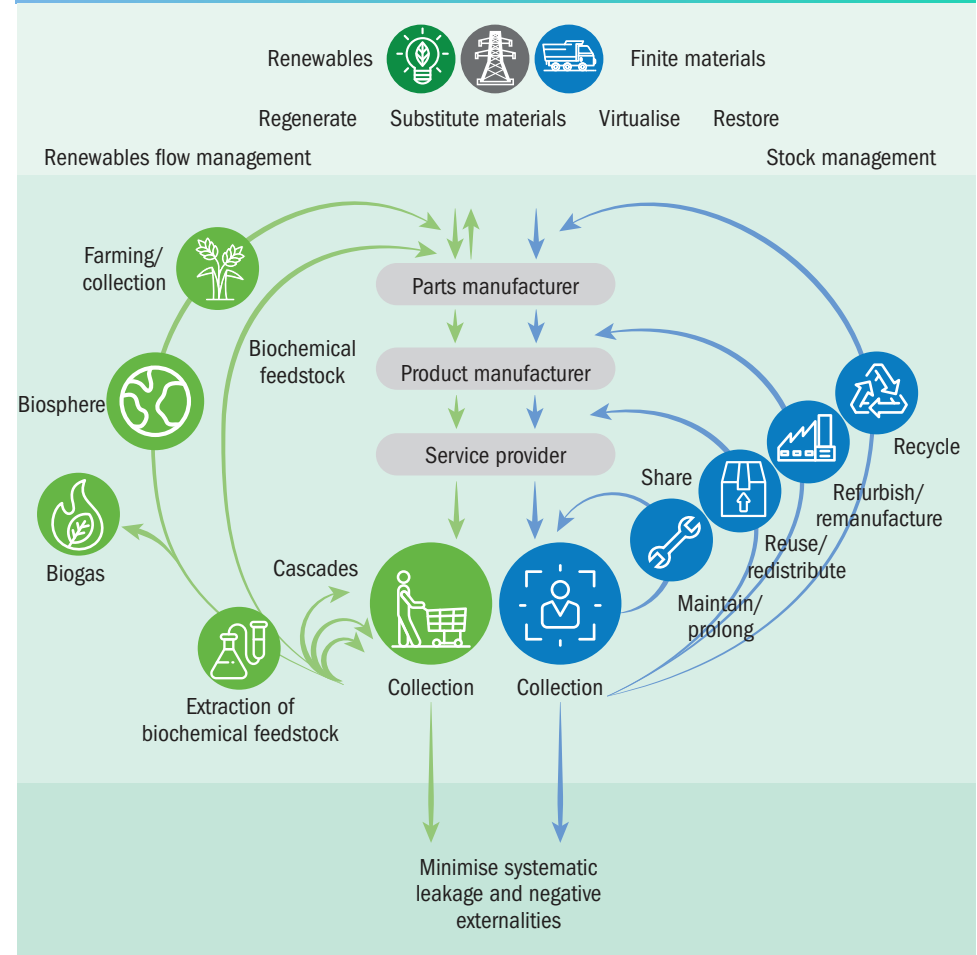 Renewables
Finite materials
Regenerate
Substitute materials
Virtualise
Restore
Renewables flow management
Stock management
Farming/
collection
Parts manufacturer
Biochemical
feedstock
Product manufacturer
Biosphere
Service provider
Recycle
Share
Refurbish/
remanufacture
Reuse/
redistribute
Biogas
Cascades
Maintain/
prolong
Collection
Collection
Extraction of
biochemical feedstock
Minimise systematic
leakage and negative
externalities